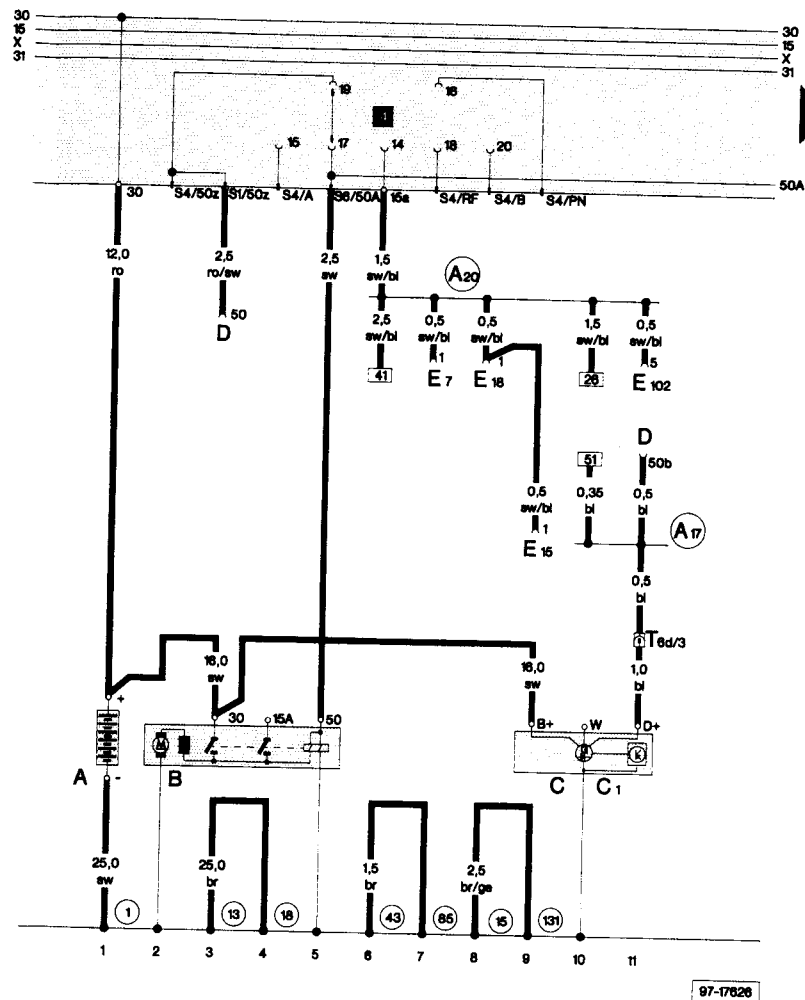 30 30
15 15
X X
31 31
19 16
4
15 17 14 18 20
50A
30 S4/50z S1/50z S4/A S6/50A 15a S4/RF S4/B S4/PN
12,0 2,5 2,5 1,5
ro ro/sw sw sw/bl
A20
50
D
2,5 0,5 0,5 1,5 0,5
sw/bl sw/bl sw/bl sw/bl sw/bl
41 1 1 26 5
E7 E18 E102
D
51 50b
0,5 0,35 0,5
sw/bl bl bl
1
E15
A17
0,5
bl
T6d/3
16,0 16,0 1,0
sw sw bl
+ 30 15A 50 B+ W D+
M
A - B C C1
25,0 25,0 1,5 2,5
sw br br br/ge
1 13 18 43 85 15 131
1 2 3 4 5 6 7 8 9 10 11
97-17626